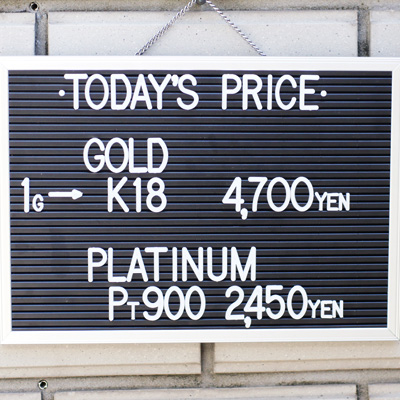 ·TODAY'S PRICE·
GOLD
1G→ K18 4,700YEN
PLATINUM
PT900 2,450YEN